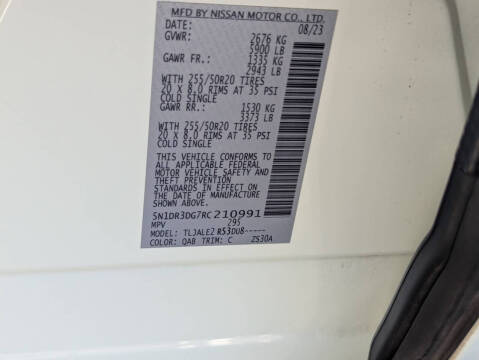 MFD BY NISSAN MOTOR CO., LTD.
DATE: 08/23
GVWR: 2676 KG
5900 LB
GAWR FR.: 1335 KG
2943 LB
WITH 255/50R20 TIRES
20 X 8.0 RIMS AT 35 PSI
COLD SINGLE
GAWR RR.: 1530 KG
3373 LB
WITH 255/50R20 TIRES
20 X 8.0 RIMS AT 35 PSI
COLD SINGLE
THIS VEHICLE CONFORMS TO
ALL APPLICABLE FEDERAL
MOTOR VEHICLE SAFETY AND
THEFT PREVENTION
STANDARDS IN EFFECT ON
THE DATE OF MANUFACTURE
SHOWN ABOVE
5N1DR3DG7RC210991
MPV 295
MODEL: TLJALE2 R53DU8-----
COLOR: QAB TRIM: C ZS30A